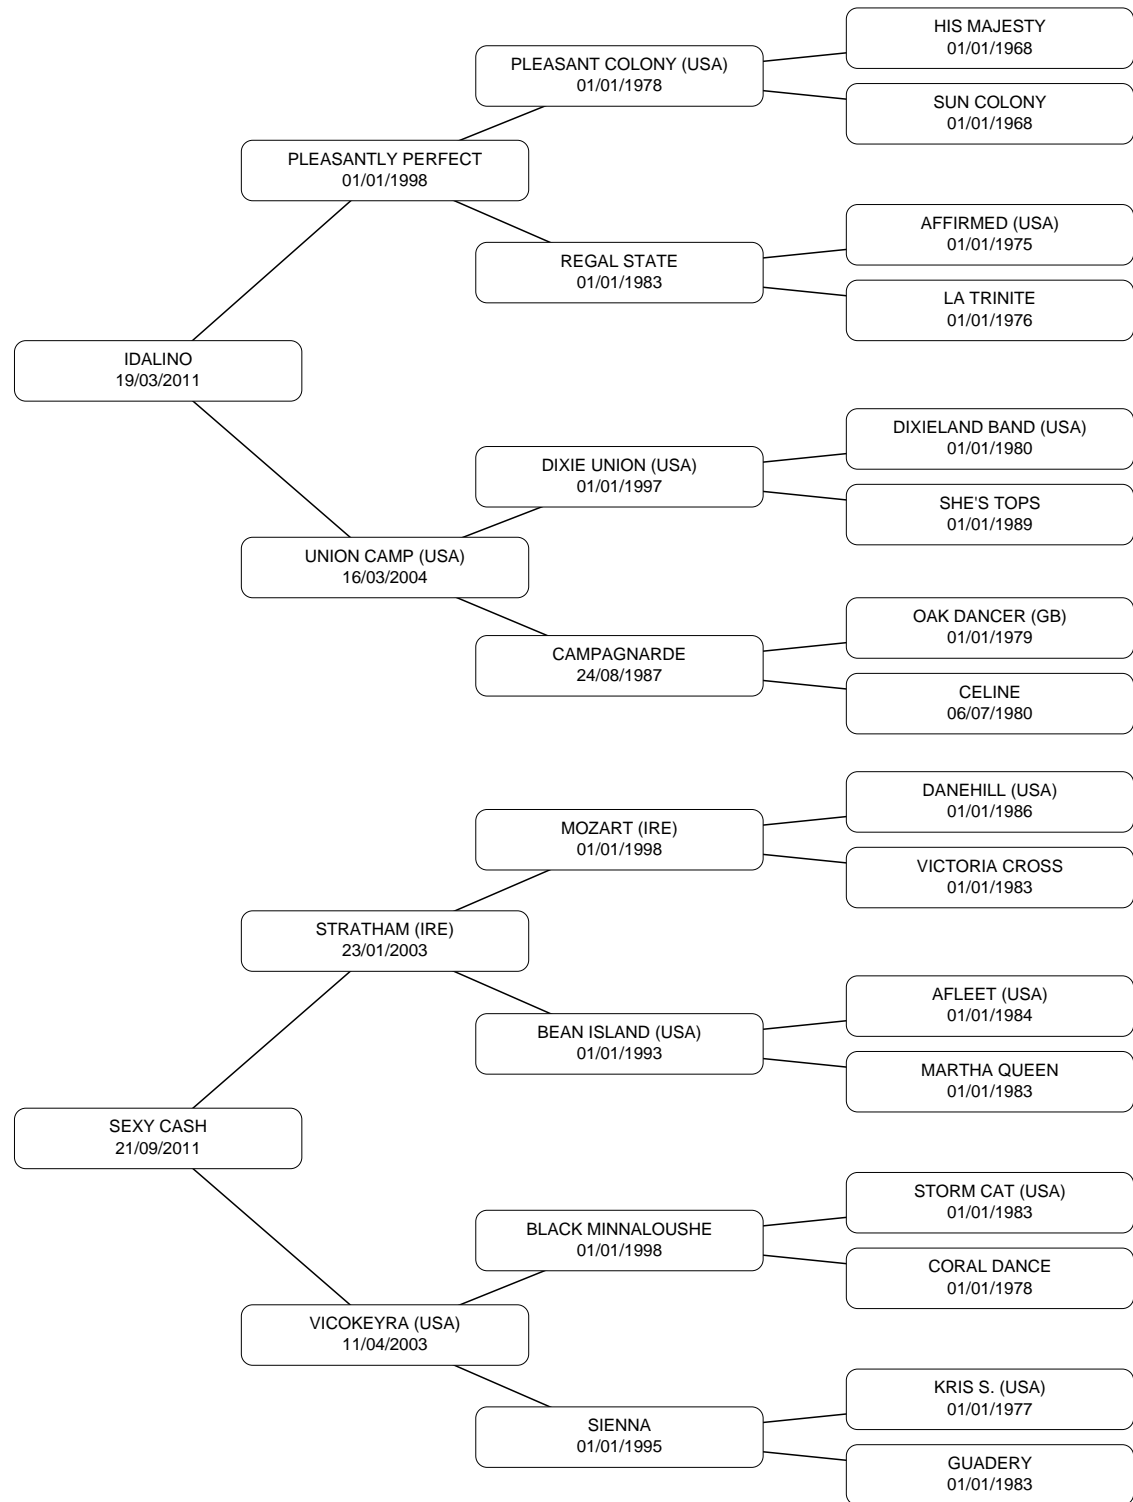 HIS MAJESTY
01/01/1968
PLEASANT COLONY (USA)
01/01/1978
SUN COLONY
01/01/1968
PLEASANTLY PERFECT
01/01/1998
AFFIRMED (USA)
01/01/1975
REGAL STATE
01/01/1983
LA TRINITE
01/01/1976
IDALINO
19/03/2011
DIXIELAND BAND (USA)
01/01/1980
DIXIE UNION (USA)
01/01/1997
SHE'S TOPS
01/01/1989
UNION CAMP (USA)
16/03/2004
OAK DANCER (GB)
01/01/1979
CAMPAGNARDE
24/08/1987
CELINE
06/07/1980
DANEHILL (USA)
01/01/1986
MOZART (IRE)
01/01/1998
VICTORIA CROSS
01/01/1983
STRATHAM (IRE)
23/01/2003
AFLEET (USA)
01/01/1984
BEAN ISLAND (USA)
01/01/1993
MARTHA QUEEN
01/01/1983
SEXY CASH
21/09/2011
STORM CAT (USA)
01/01/1983
BLACK MINNALOUSHE
01/01/1998
CORAL DANCE
01/01/1978
VICOKEYRA (USA)
11/04/2003
KRIS S. (USA)
01/01/1977
SIENNA
01/01/1995
GUADERY
01/01/1983